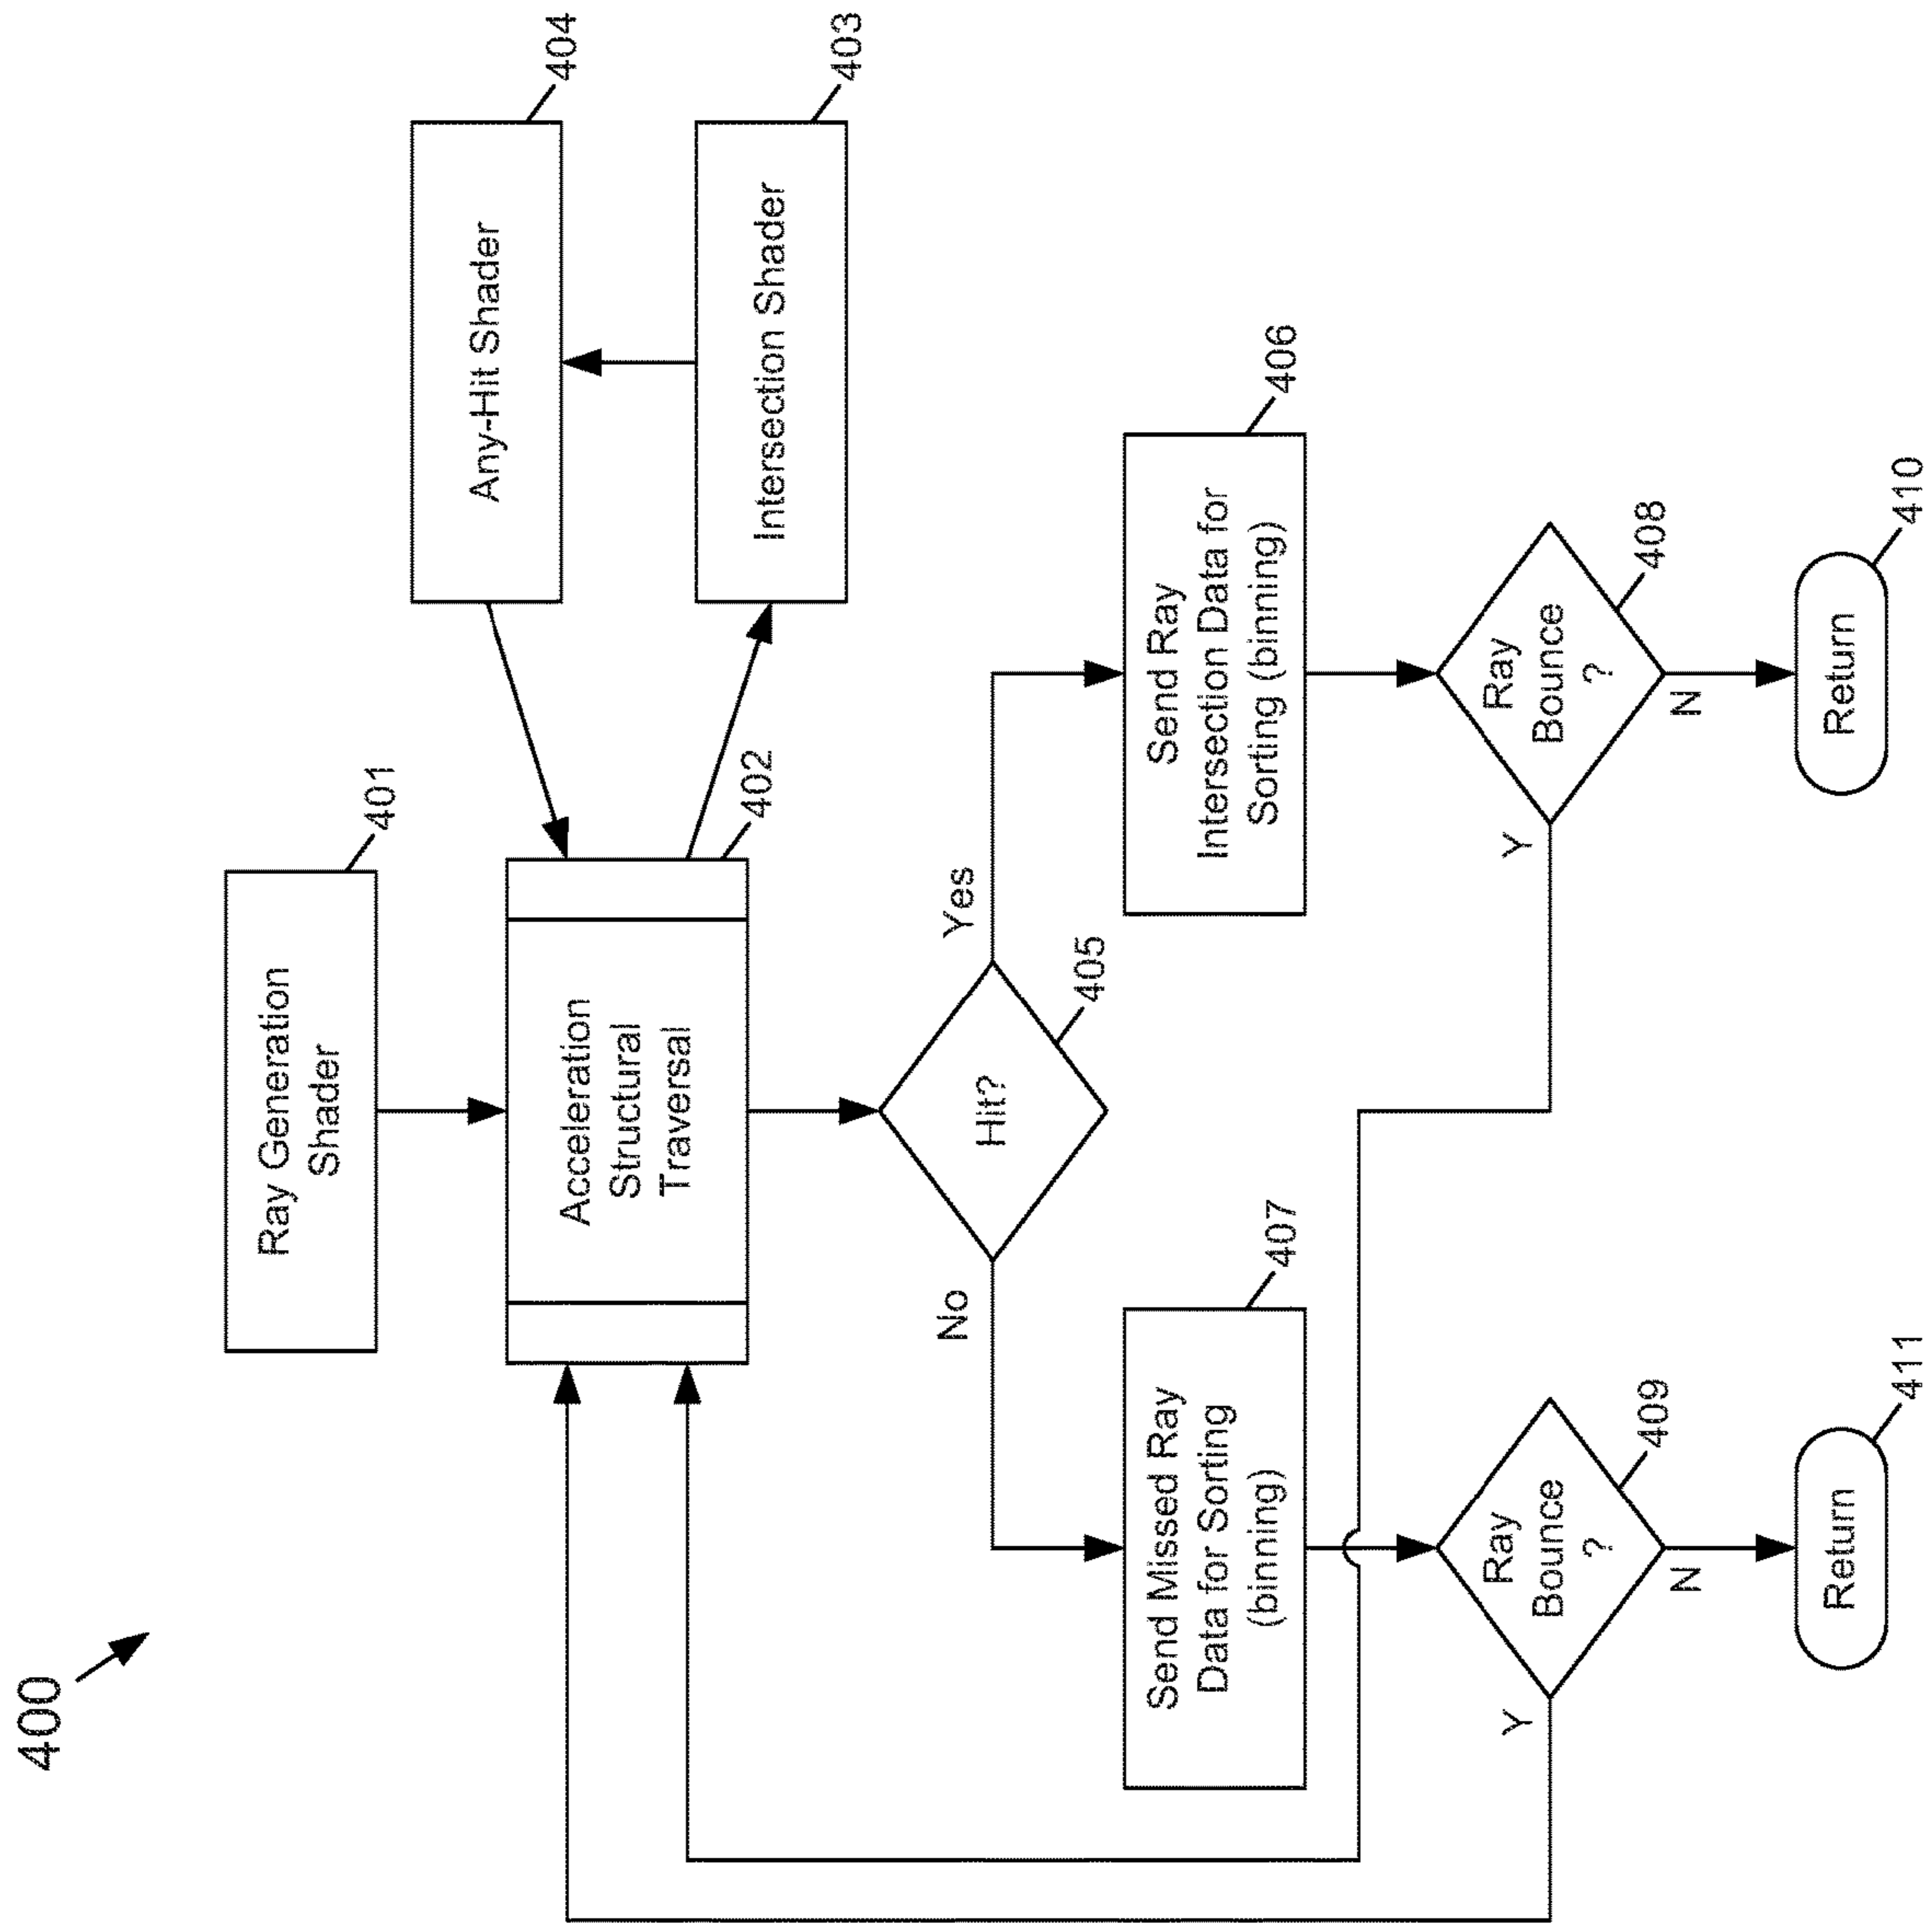 400
Ray Generation
Shader
401
Acceleration
Structural
Traversal
402
Any-Hit Shader
404
Intersection Shader
403
Hit?
405
No
Yes
Send Missed Ray
Data for Sorting
(binning)
407
Send Ray
Intersection Data for
Sorting (binning)
406
Ray
Bounce
?
409
Y
N
Ray
Bounce
?
408
Y
N
Return
411
Return
410